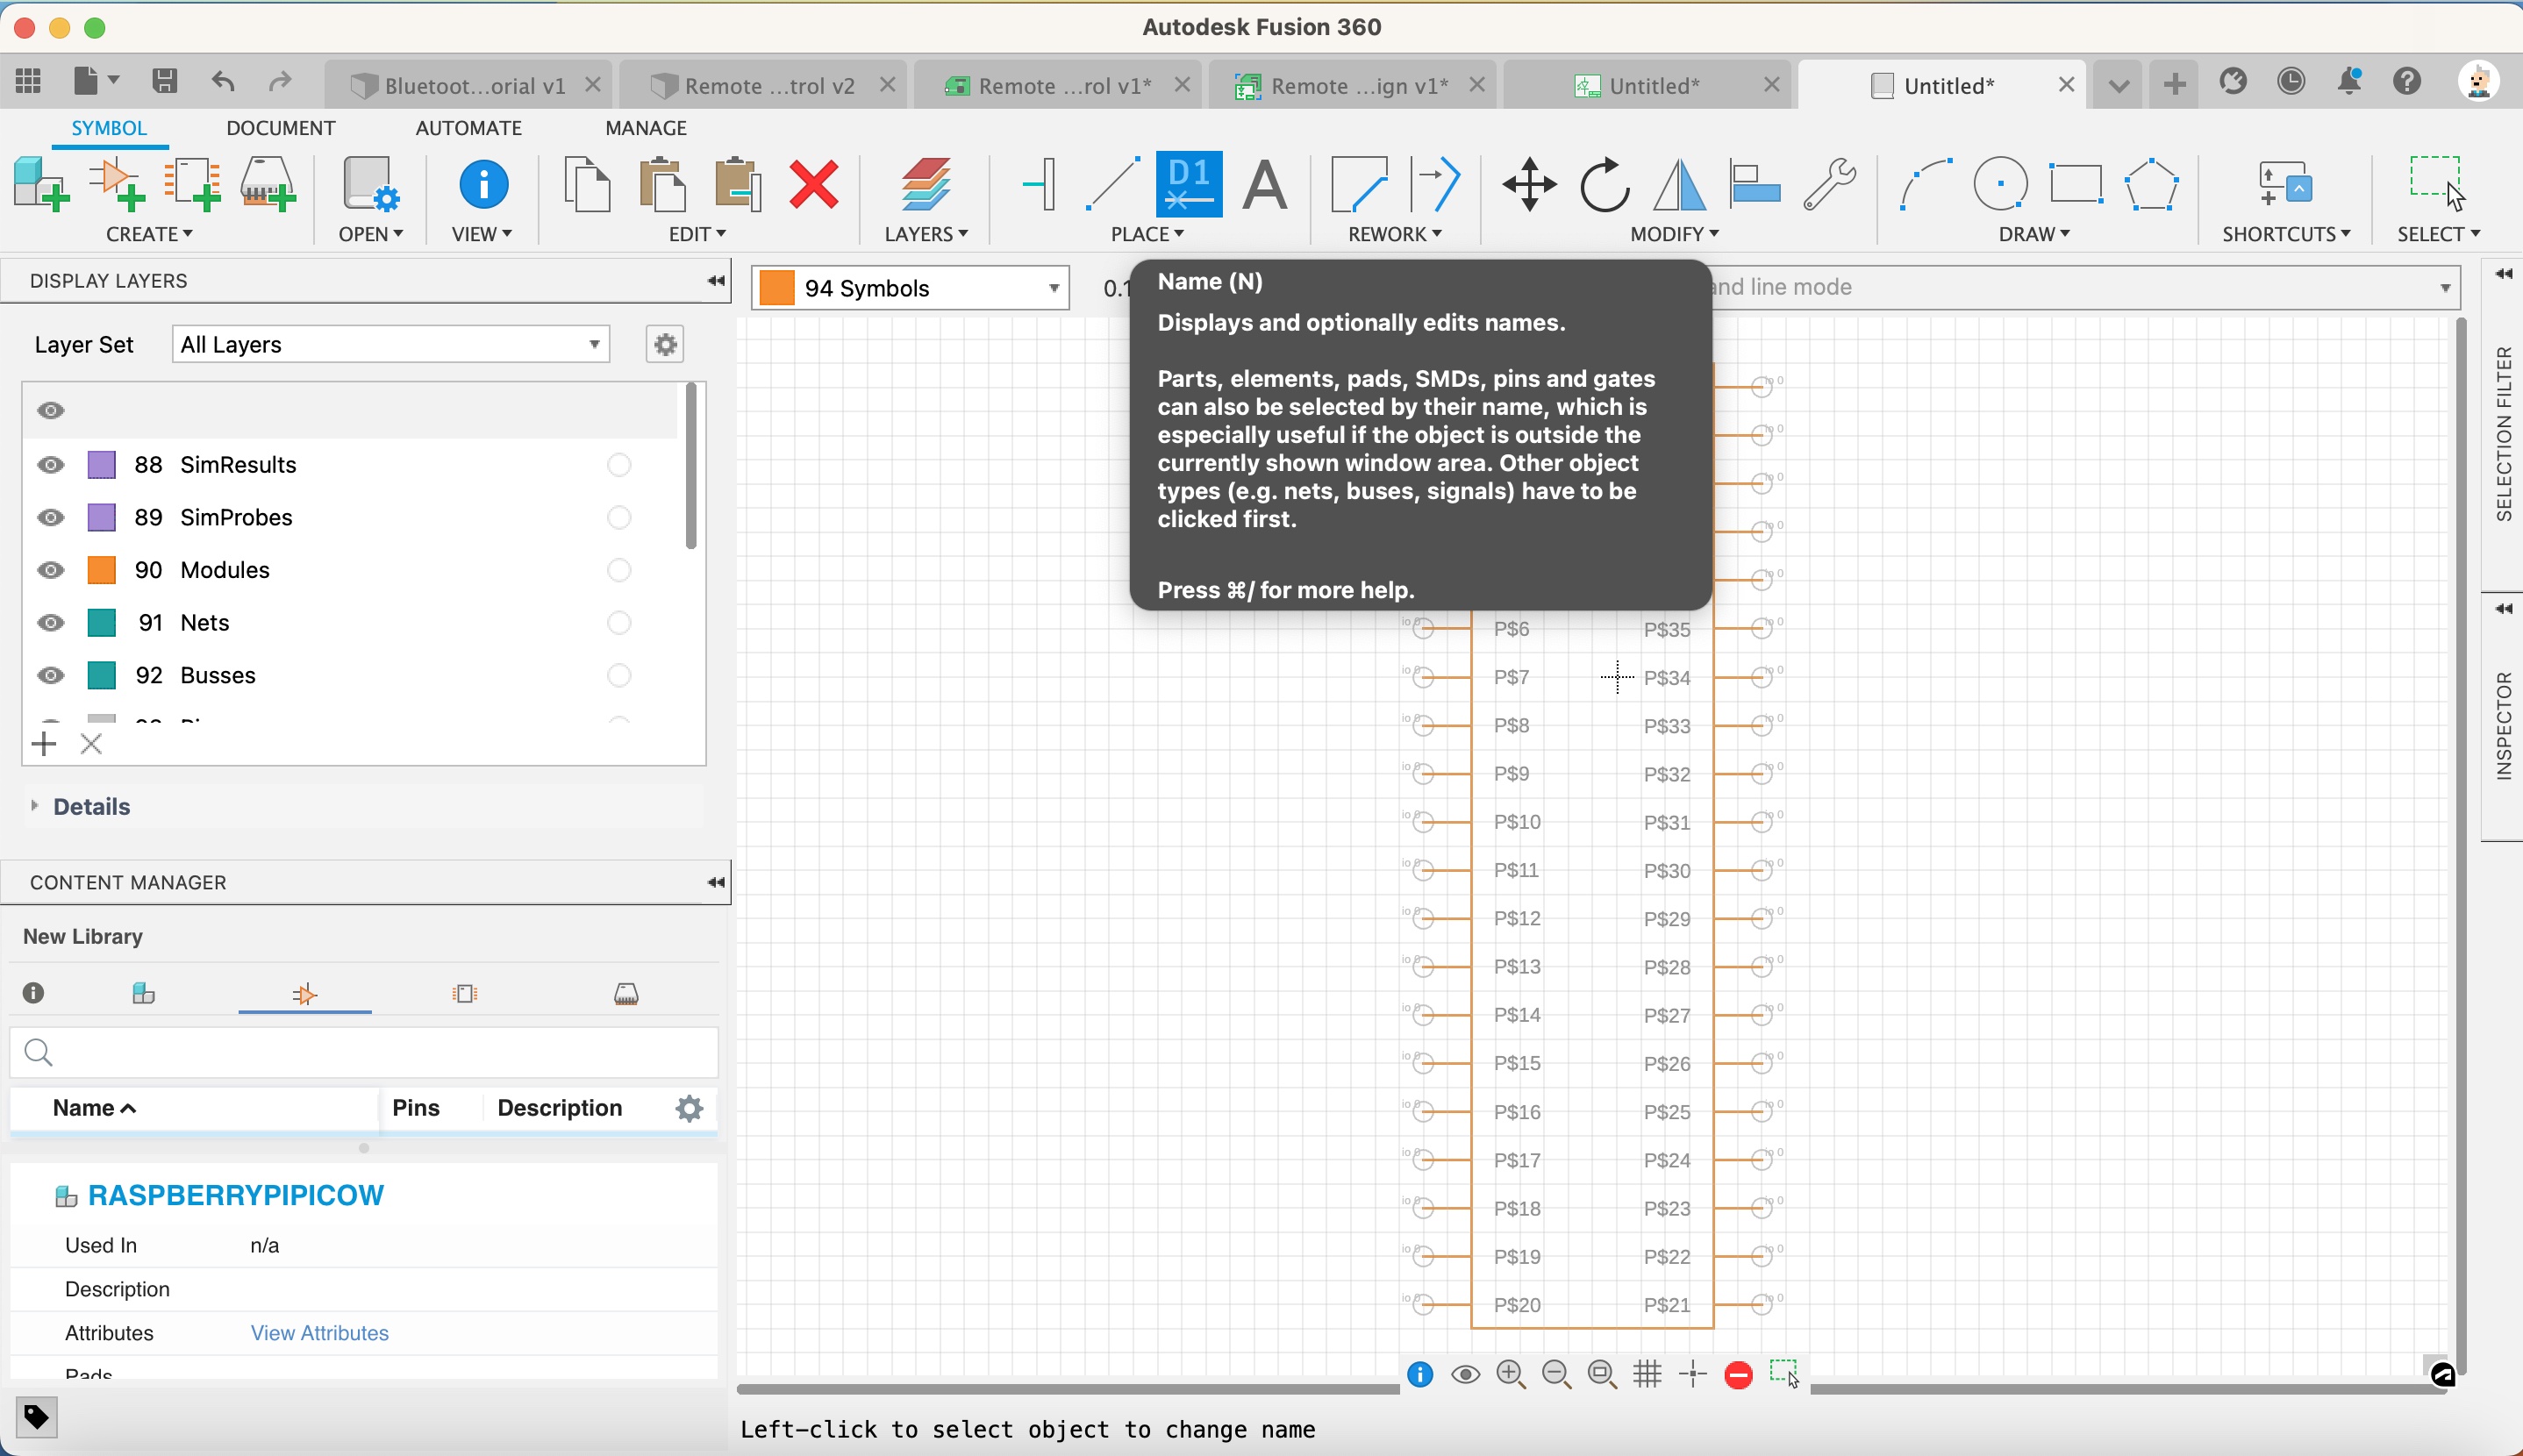 Autodesk Fusion 360
Bluetoot...orial v1
Remote ...trol v2
Remote ...rol v1*
Remote ...ign v1*
Untitled*
Untitled*
SYMBOL
DOCUMENT
AUTOMATE
MANAGE
D1
A
CREATE
OPEN
VIEW
EDIT
LAYERS
PLACE
REWORK
MODIFY
DRAW
SHORTCUTS
SELECT
DISPLAY LAYERS
94 Symbols
Name (N)
Displays and optionally edits names.
Parts, elements, pads, SMDs, pins and gates
can also be selected by their name, which is
especially useful if the object is outside the
currently shown window area. Other object
types (e.g. nets, buses, signals) have to be
clicked first.
Press ⌘/ for more help.
line mode
Layer Set
All Layers
88 SimResults
89 SimProbes
90 Modules
91 Nets
92 Busses
Details
CONTENT MANAGER
New Library
Name
Pins
Description
RASPBERRYPIPICOW
Used In
n/a
Description
Attributes
View Attributes
Pads
P$6 P$35
P$7 P$34
P$8 P$33
P$9 P$32
P$10 P$31
P$11 P$30
P$12 P$29
P$13 P$28
P$14 P$27
P$15 P$26
P$16 P$25
P$17 P$24
P$18 P$23
P$19 P$22
P$20 P$21
SELECTION FILTER
INSPECTOR
Left-click to select object to change name